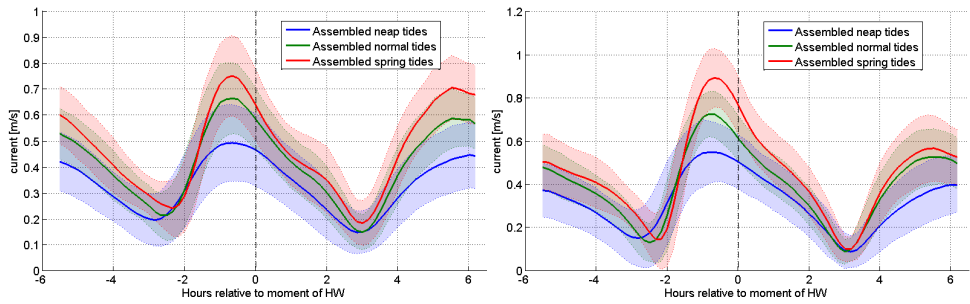 1
0.9
0.8
0.7
0.6
0.5
0.4
0.3
0.2
0.1
0
current [m/s]
Assembled neap tides
Assembled normal tides
Assembled spring tides
-6 -4 -2 0 2 4 6
Hours relative to moment of HW
1.2
1
0.8
0.6
0.4
0.2
0
current [m/s]
Assembled neap tides
Assembled normal tides
Assembled spring tides
-6 -4 -2 0 2 4 6
Hours relative to moment of HW